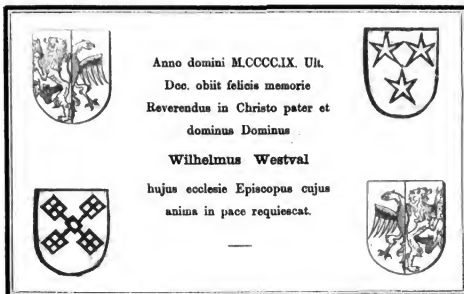 Anno domini M.CCCC.IX. Ult.
Dec. obiit felicis memorie
Reverendus in Christo pater et
dominus Dominus
Wilhelmus Westval
hujus ecclesie Episcopus cujus
anima in pace requiescat.